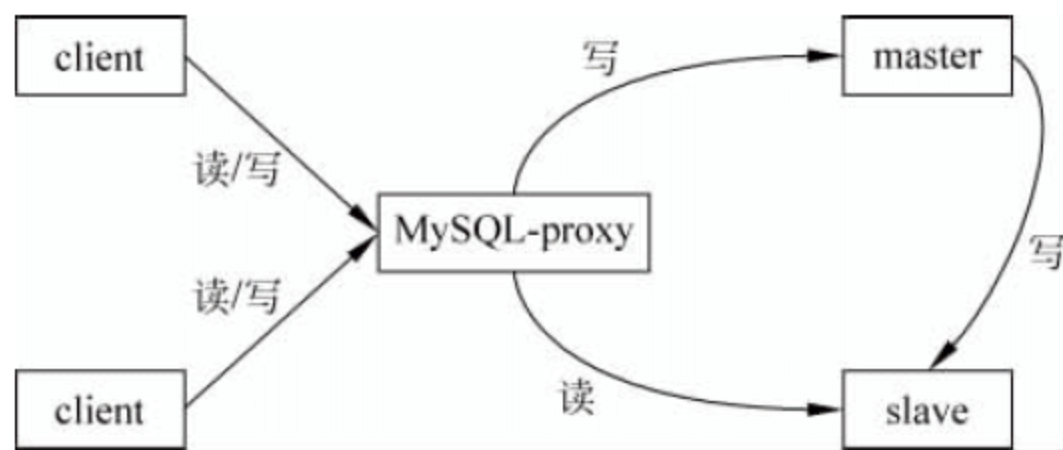 client
写
master
读/写
MySQL-proxy
写
读/写
读
client
slave